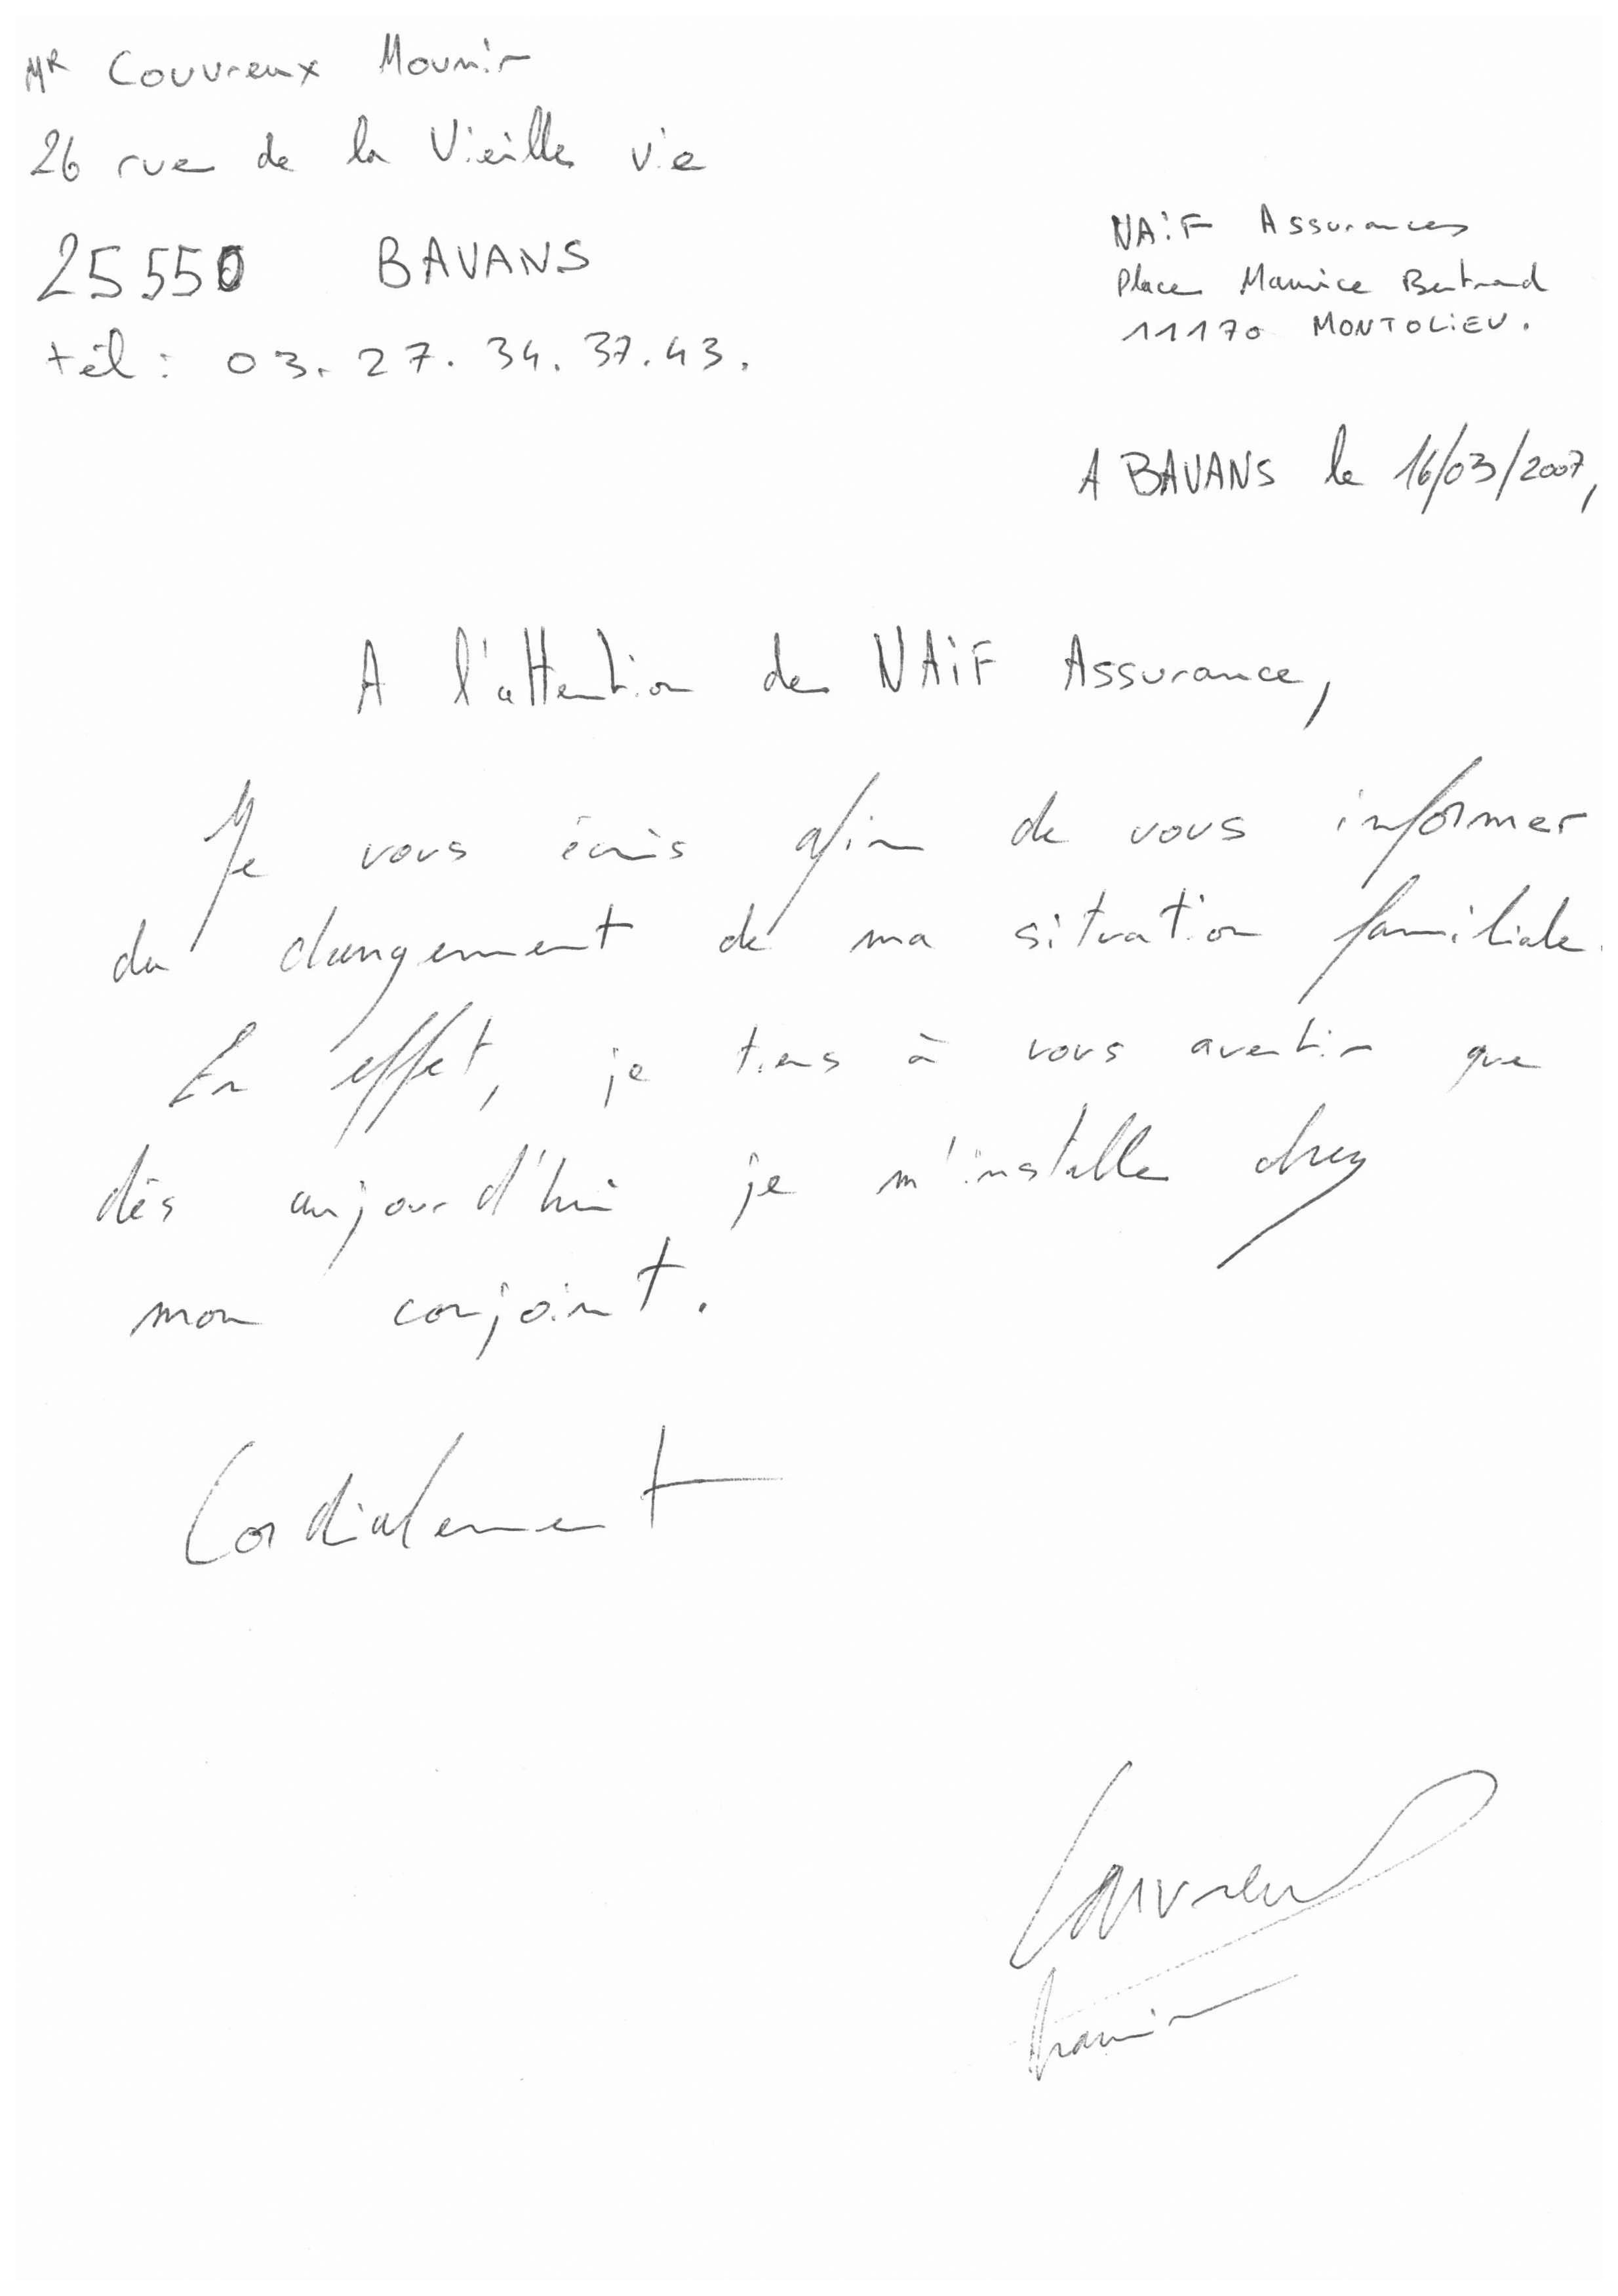 MR Couvreux Mounir
26 rue de la Vieille vie
25550 BAVANS
tél : 03.27.34.37.43.
NAiF Assurances
Place Maurice Bertrand
11170 MONTOLiEU.
A BAVANS le 16/03/2007,
A l'attention de NAiF Assurance,
Je vous écris afin de vous informer
du changement de ma situation familiale.
En effet, je tiens à vous avertir que
dès aujourd'hui je m'installe chez
mon conjoint.
Cordialement